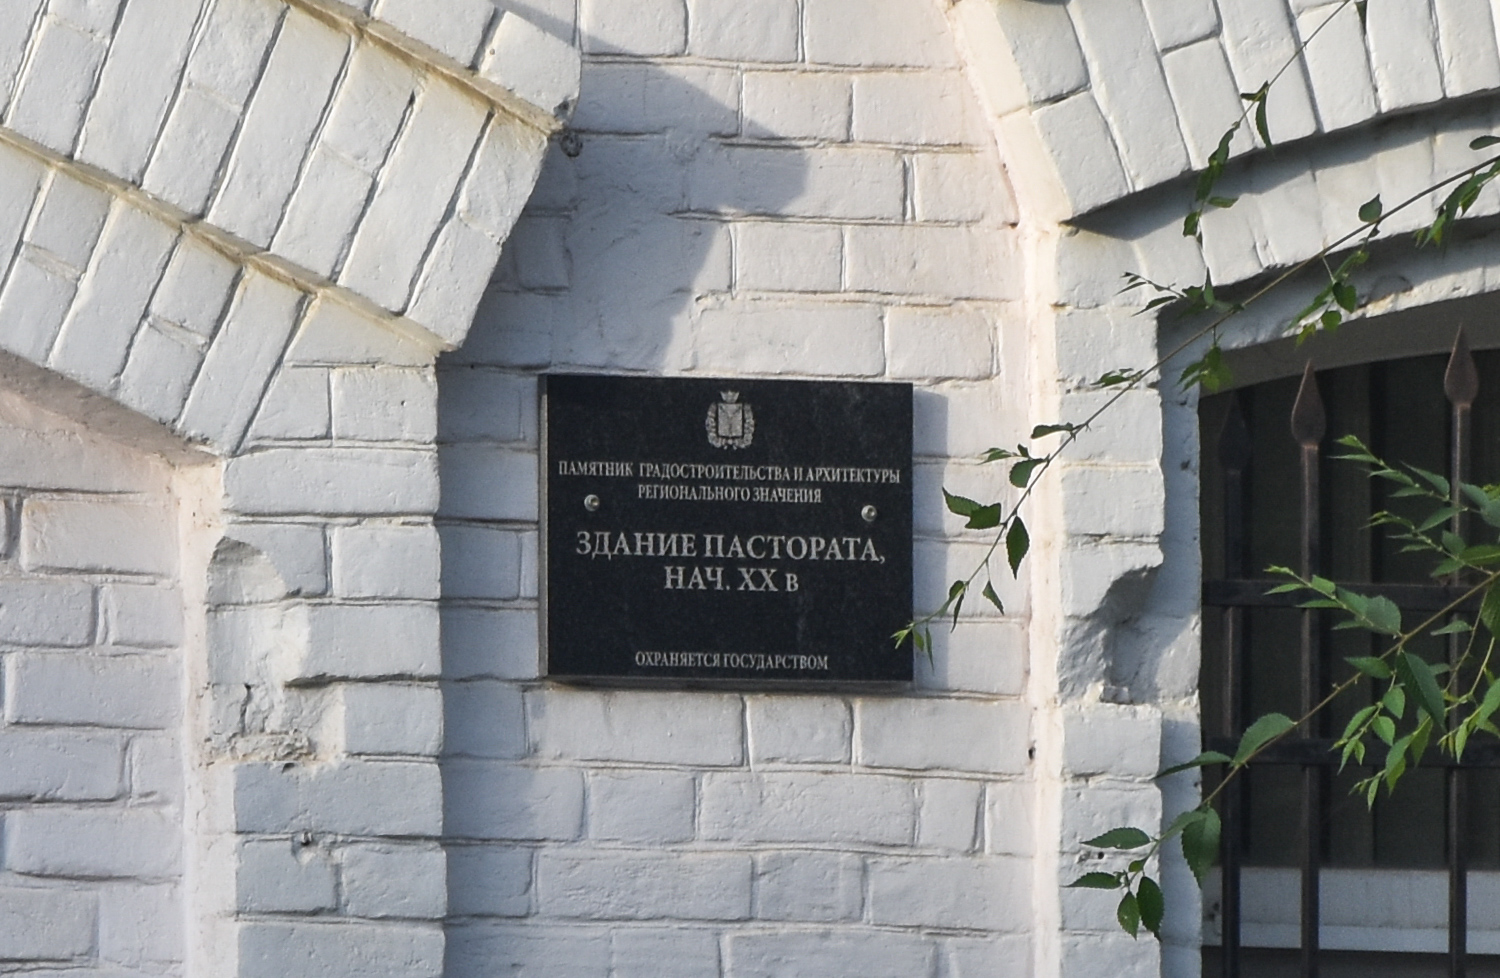 ПАМЯТНИК ГРАДОСТРОИТЕЛЬСТВА И АРХИТЕКТУРЫ
РЕГИОНАЛЬНОГО ЗНАЧЕНИЯ
ЗДАНИЕ ПАСТОРАТА,
НАЧ. XX В
ОХРАНЯЕТСЯ ГОСУДАРСТВОМ